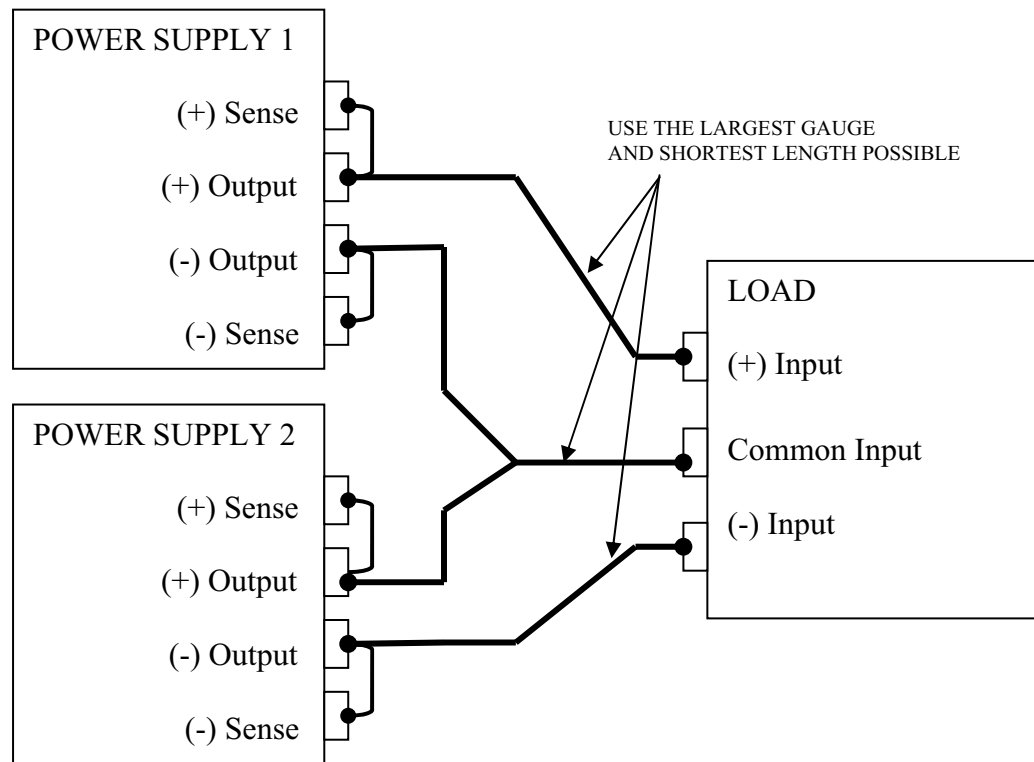 POWER SUPPLY 1
(+) Sense
(+) Output
(-) Output
(-) Sense
USE THE LARGEST GAUGE
AND SHORTEST LENGTH POSSIBLE
LOAD
(+) Input
Common Input
(-) Input
POWER SUPPLY 2
(+) Sense
(+) Output
(-) Output
(-) Sense